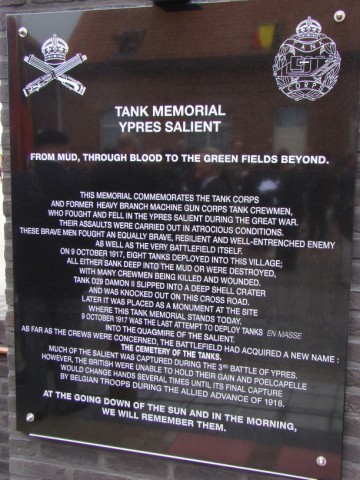 TANK MEMORIAL
YPRES SALIENT
FROM MUD, THROUGH BLOOD TO THE GREEN FIELDS BEYOND.
THIS MEMORIAL COMMEMORATES THE TANK CORPS
AND FORMER HEAVY BRANCH MACHINE GUN CORPS TANK CREWMEN,
WHO FOUGHT AND FELL IN THE YPRES SALIENT DURING THE GREAT WAR.
THEIR ASSAULTS WERE CARRIED OUT IN ATROCIOUS CONDITIONS.
THESE BRAVE MEN FOUGHT AN EQUALLY BRAVE, RESILIENT AND WELL-ENTRENCHED ENEMY
AS WELL AS THE VERY BATTLEFIELD ITSELF.
ON 9 OCTOBER 1917, EIGHT TANKS DEPLOYED INTO THIS VILLAGE;
ALL EITHER SANK DEEP INTO THE MUD OR WERE DESTROYED,
WITH MANY CREWMEN BEING KILLED AND WOUNDED.
TANK D29 DAMON II SLIPPED INTO A DEEP SHELL CRATER
AND WAS KNOCKED OUT ON THIS CROSS ROAD.
LATER IT WAS PLACED AS A MONUMENT AT THE SITE
WHERE THIS TANK MEMORIAL STANDS TODAY.
9 OCTOBER 1917 WAS THE LAST ATTEMPT TO DEPLOY TANKS EN MASSE
INTO THE QUAGMIRE OF THE SALIENT.
AS FAR AS THE CREWS WERE CONCERNED, THE BATTLEFIELD HAD ACQUIRED A NEW NAME :
THE CEMETERY OF THE TANKS.
MUCH OF THE SALIENT WAS CAPTURED DURING THE 3RD BATTLE OF YPRES.
HOWEVER, THE BRITISH WERE UNABLE TO HOLD THEIR GAIN AND POELCAPELLE
WOULD CHANGE HANDS SEVERAL TIMES UNTIL ITS FINAL CAPTURE
BY BELGIAN TROOPS DURING THE ALLIED ADVANCE OF 1918.
AT THE GOING DOWN OF THE SUN AND IN THE MORNING,
WE WILL REMEMBER THEM.